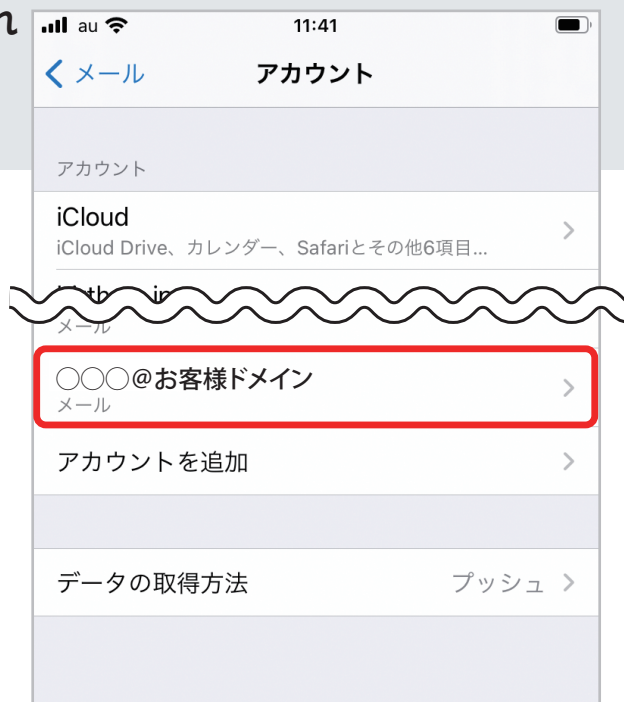 au 11:41
メール アカウント
アカウント
iCloud
iCloud Drive、カレンダー、Safariとその他6項目...
メール
○○○@お客様ドメイン
メール
アカウントを追加
データの取得方法 プッシュ